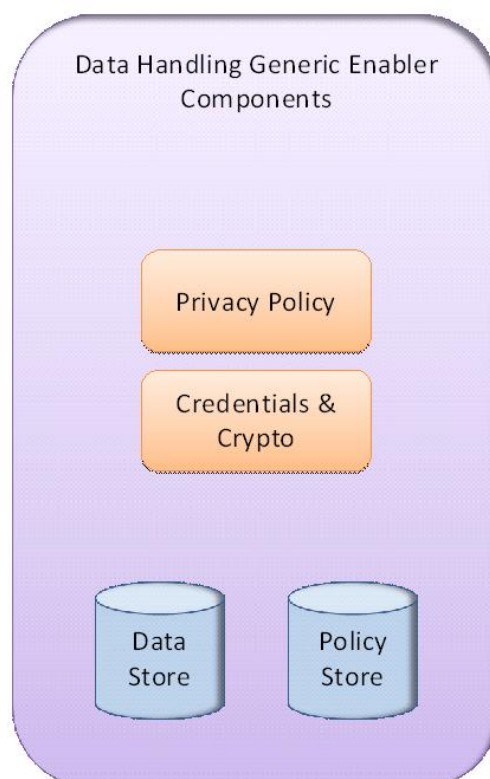 Data Handling Generic Enabler
Components
Privacy Policy
Credentials &
Crypto
Data
Store
Policy
Store